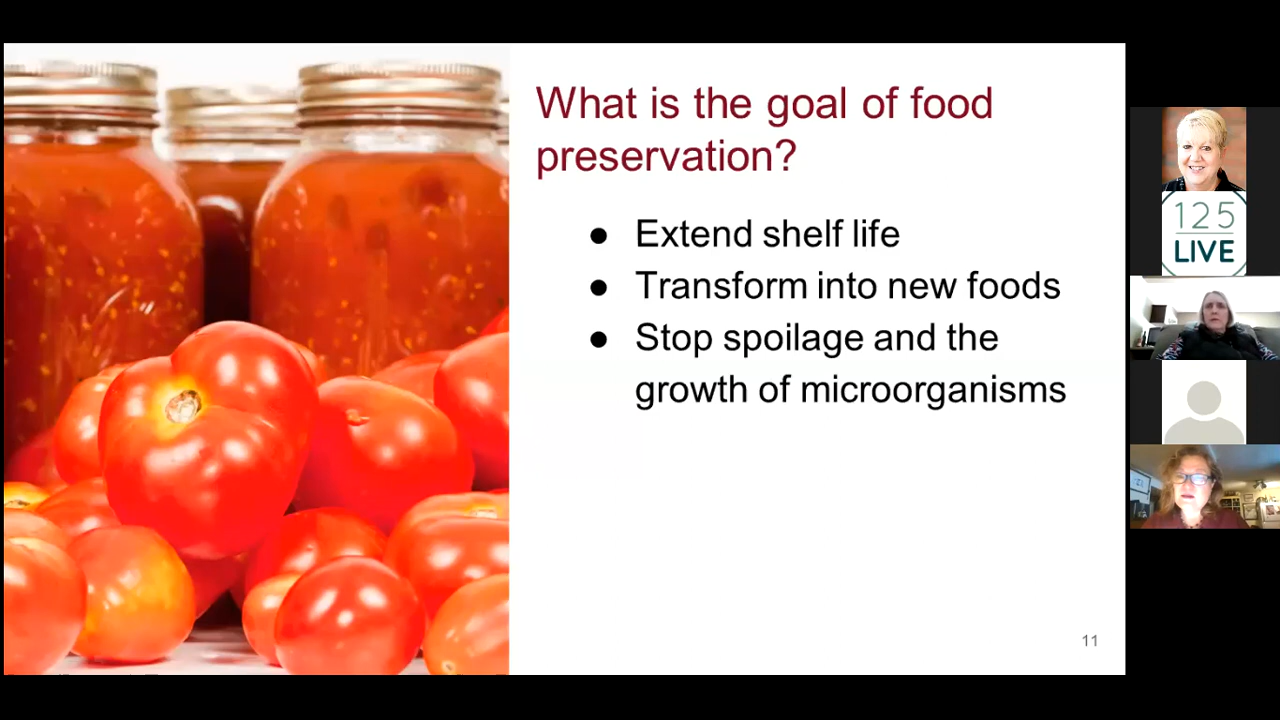 What is the goal of food
preservation?
● Extend shelf life
● Transform into new foods
● Stop spoilage and the
growth of microorganisms
11
125
LIVE